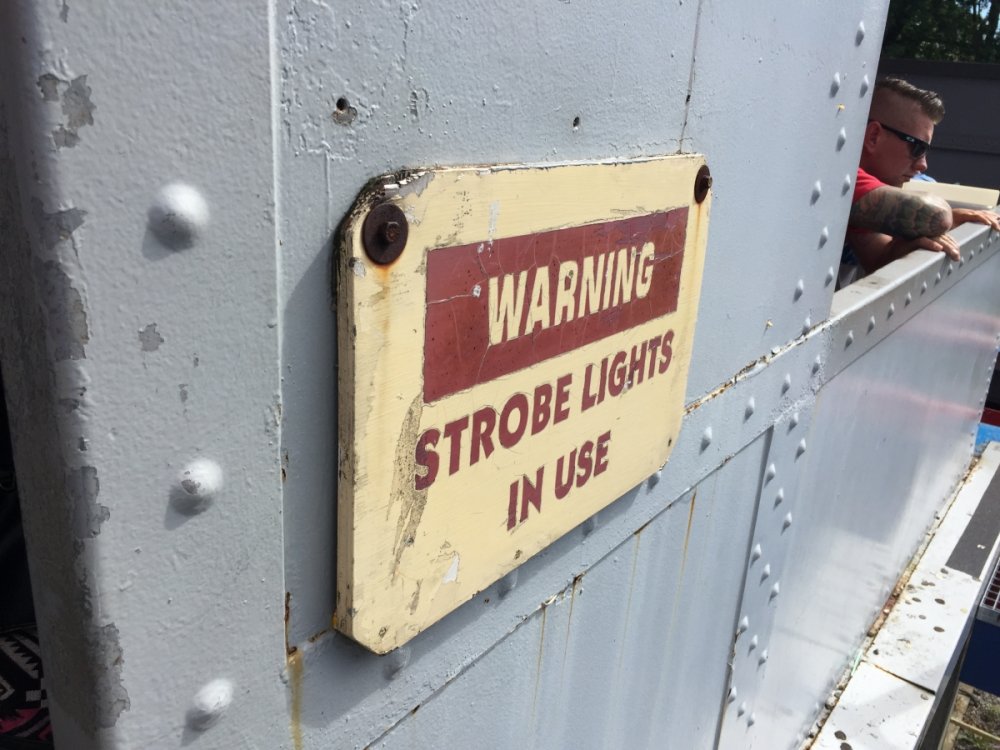 WARNING
STROBE LIGHTS
IN USE